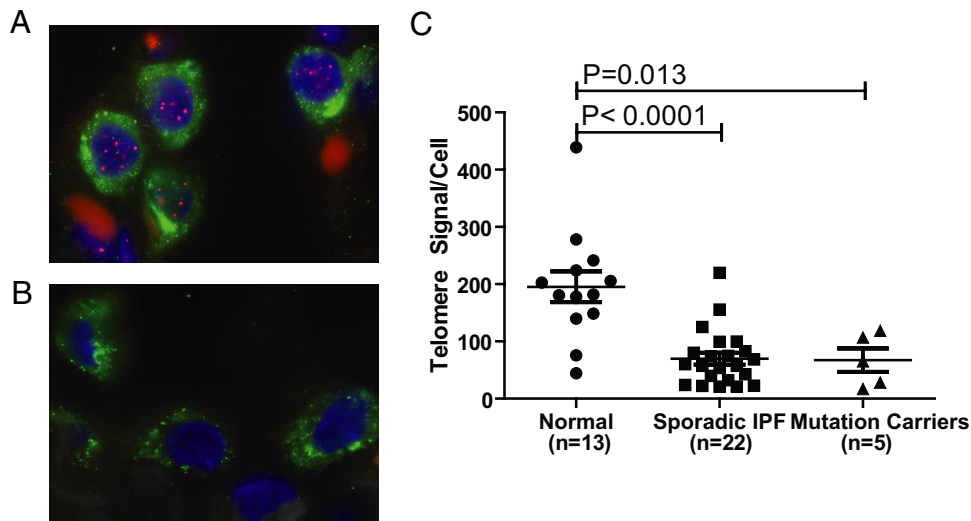 A
B
C
P=0.013
P< 0.0001
Telomere Signal/Cell
500
400
300
200
100
0
Normal
(n=13)
Sporadic IPF
(n=22)
Mutation Carriers
(n=5)